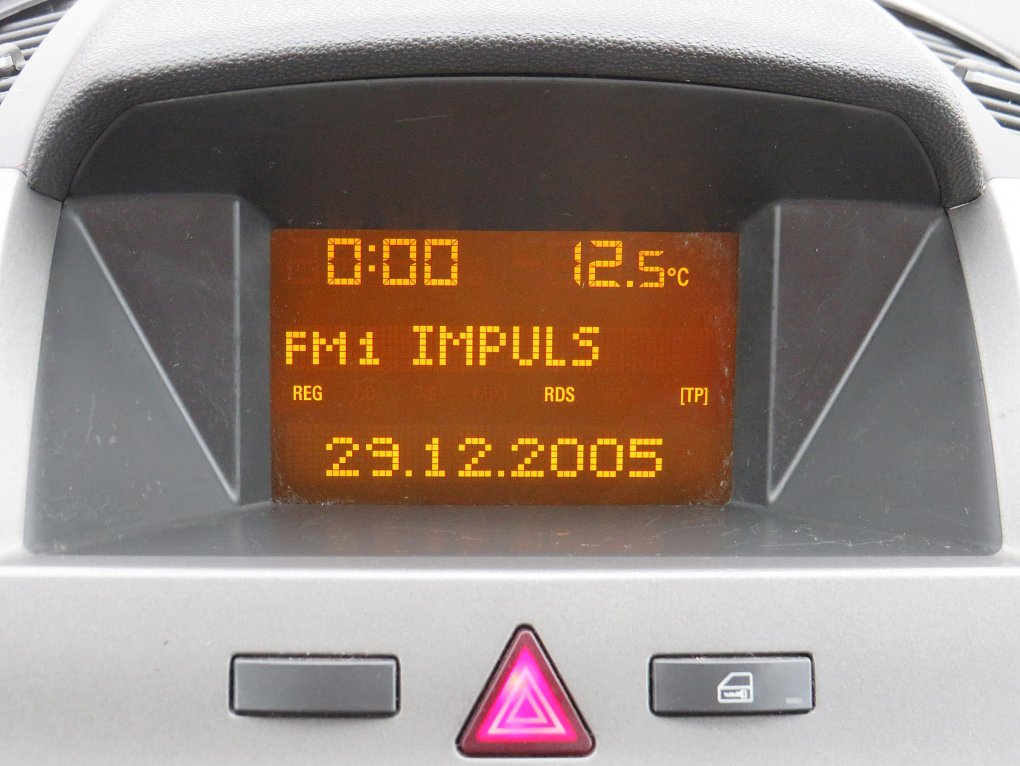 0:00 12.5°C
FM1 IMPULS
REG RDS [TP]
29.12.2005